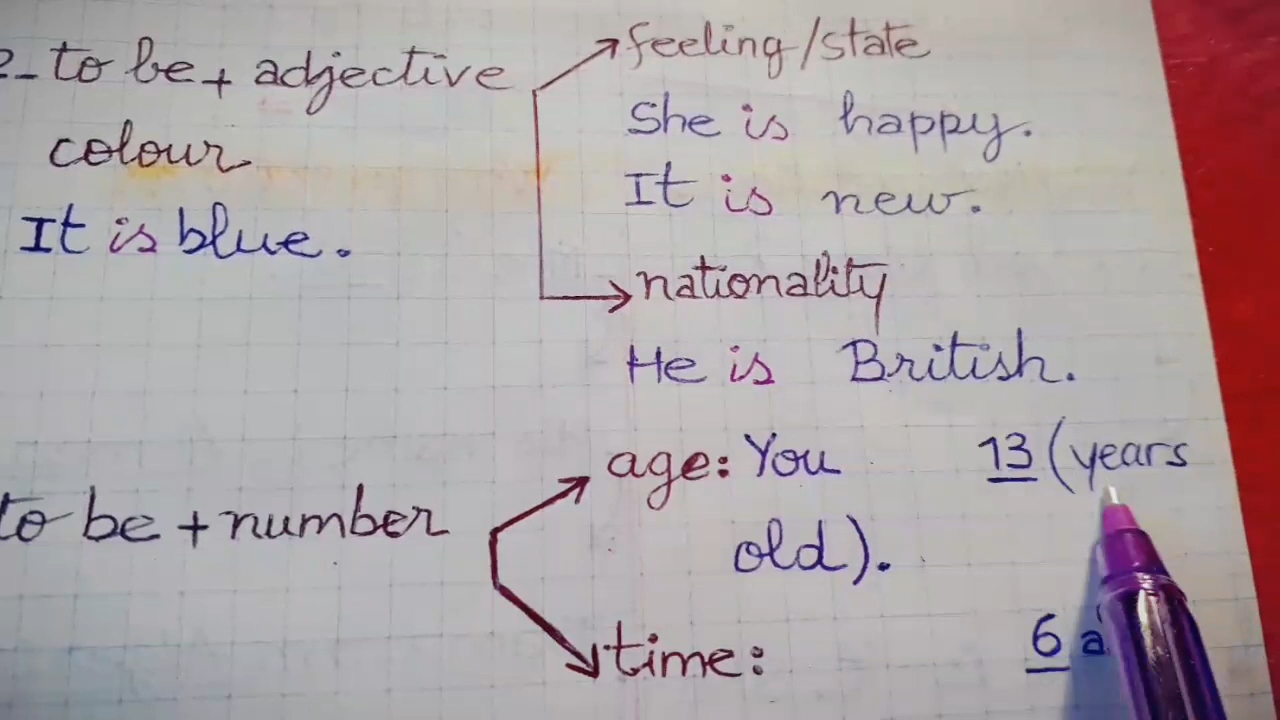 2- to be + adjective
colour
It is blue.
feeling/state
She is happy.
It is new.
nationality
He is British.
to be + number
age: You 13 (years
old).
time: 6 a